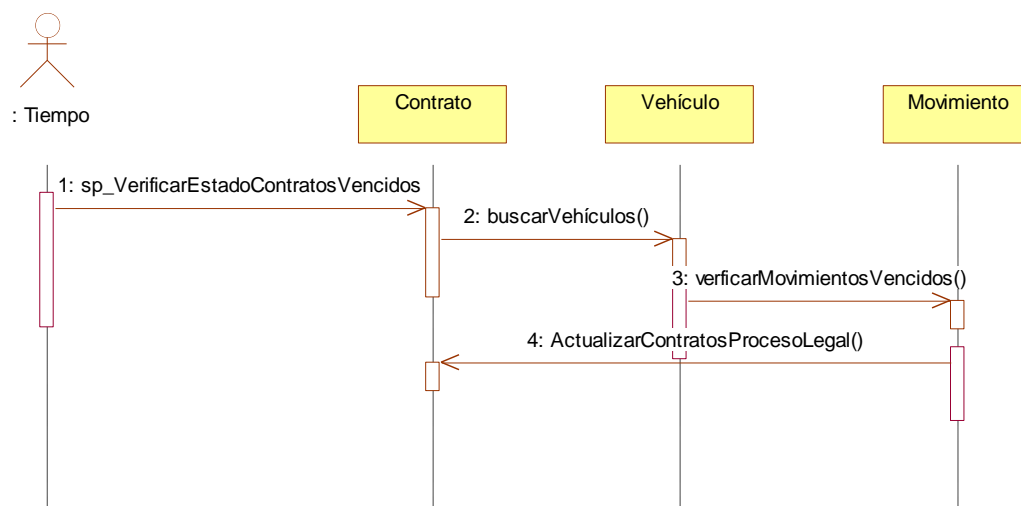 : Tiempo
Contrato
Vehículo
Movimiento
1: sp_VerificarEstadoContratosVencidos
2: buscarVehículos()
3: verficarMovimientosVencidos()
4: ActualizarContratosProcesoLegal()